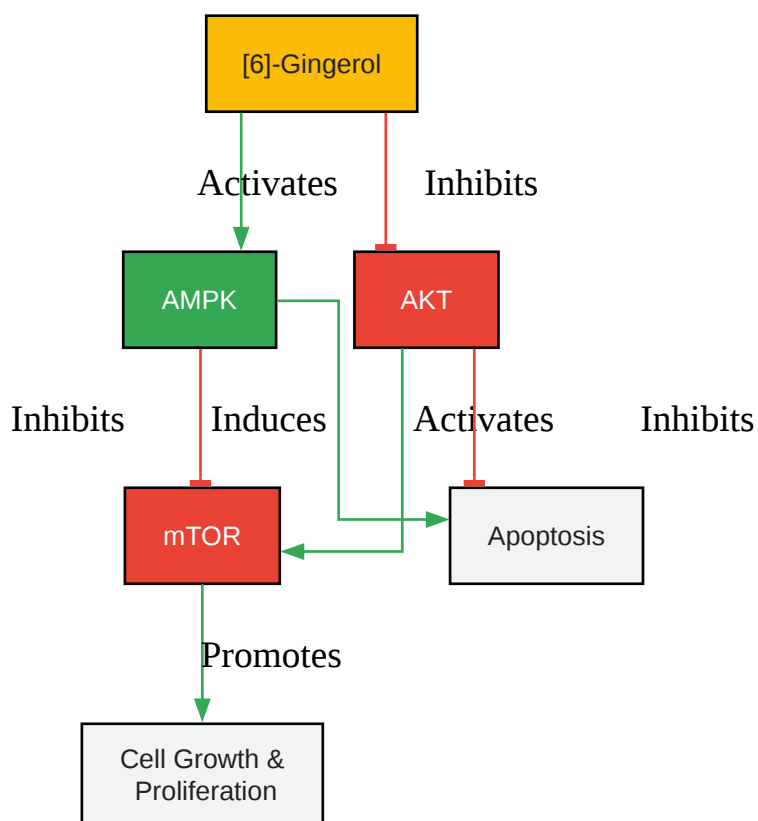 [6]-Gingerol
Activates
Inhibits
AMPK
AKT
Inhibits
Induces
Activates
Inhibits
mTOR
Apoptosis
Promotes
Cell Growth &
Proliferation